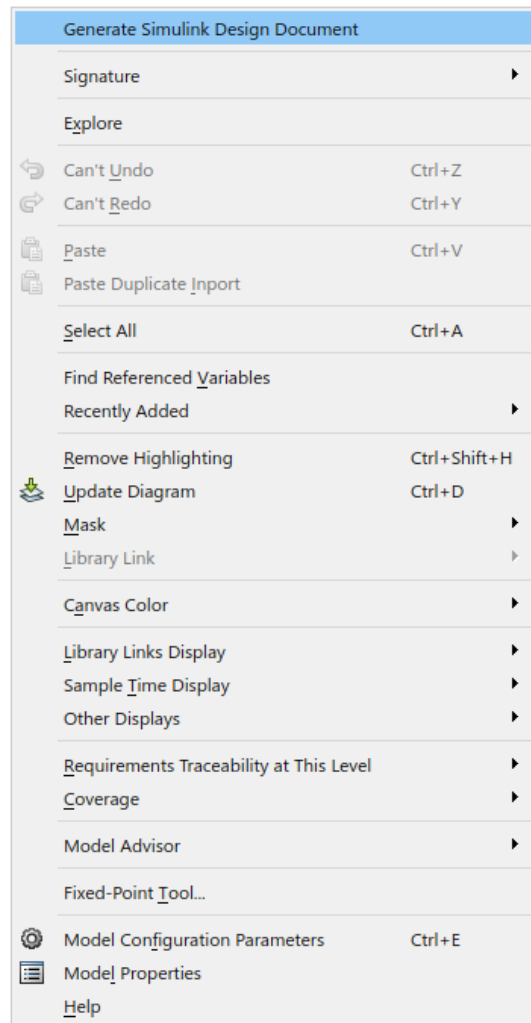 Generate Simulink Design Document
Signature
Explore
Can't Undo Ctrl+Z
Can't Redo Ctrl+Y
Paste Ctrl+V
Paste Duplicate Inport
Select All Ctrl+A
Find Referenced Variables
Recently Added
Remove Highlighting Ctrl+Shift+H
Update Diagram Ctrl+D
Mask
Library Link
Canvas Color
Library Links Display
Sample Time Display
Other Displays
Requirements Traceability at This Level
Coverage
Model Advisor
Fixed-Point Tool...
Model Configuration Parameters Ctrl+E
Model Properties
Help